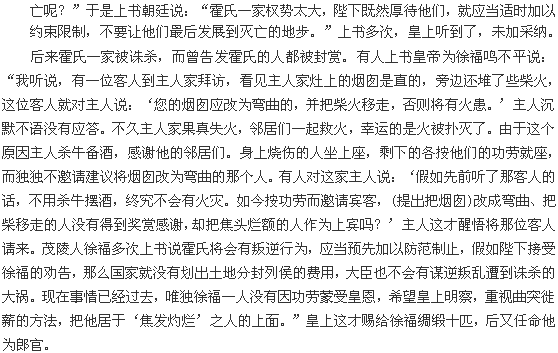 亡呢？”于是上书朝廷说：“霍氏一家权势太大，陛下既然厚待他们，就应当适时加以
约束限制，不要让他们最后发展到灭亡的地步。”上书多次，皇上听到了，未加采纳。
后来霍氏一家被诛杀，而曾告发霍氏的人都被封赏。有人上书皇帝为徐福鸣不平说：
“我听说，有一位客人到主人家拜访，看见主人家灶上的烟囱是直的，旁边还堆了些柴火，
这位客人就对主人说：‘您的烟囱应改为弯曲的，并把柴火移走，否则将有火患。’主人沉
默不语没有应答。不久主人家果真失火，邻居们一起救火，幸运的是火被扑灭了。由于这个
原因主人杀牛备酒，感谢他的邻居们。身上烧伤的人坐上座，剩下的各按他们的功劳就座，
而独独不邀请建议将烟囱改为弯曲的那个人。有人对这家主人说：‘假如先前听了那客人的
话，不用杀牛摆酒，终究不会有火灾。如今按功劳而邀请宾客，(提出把烟囱)改成弯曲、把
柴移走的人没有得到奖赏感谢，却把焦头烂额的人作为上宾吗？’主人这才醒悟将那位客人
请来。茂陵人徐福多次上书说霍氏将会有叛逆行为，应当预先加以防范制止，假如陛下接受
徐福的劝告，那么国家就没有划出土地分封列侯的费用，大臣也不会有谋逆叛乱遭到诛杀的
大祸。现在事情已经过去，唯独徐福一人没有因功劳蒙受皇恩，希望皇上明察，重视曲突徙
薪的方法，把他居于‘焦发灼烂’之人的上面。”皇上这才赐给徐福绸缎十匹，后又任命他
为郎官。